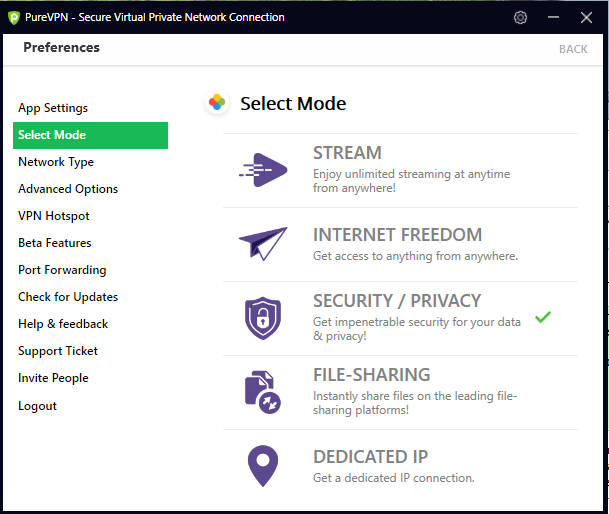 PureVPN - Secure Virtual Private Network Connection
Preferences
BACK
App Settings
Select Mode
Network Type
Advanced Options
VPN Hotspot
Beta Features
Port Forwarding
Check for Updates
Help & feedback
Support Ticket
Invite People
Logout
Select Mode
STREAM
Enjoy unlimited streaming at anytime
from anywhere!
INTERNET FREEDOM
Get access to anything from anywhere.
SECURITY / PRIVACY
Get impenetrable security for your data
& privacy!
FILE-SHARING
Instantly share files on the leading file-
sharing platforms!
DEDICATED IP
Get a dedicated IP connection.